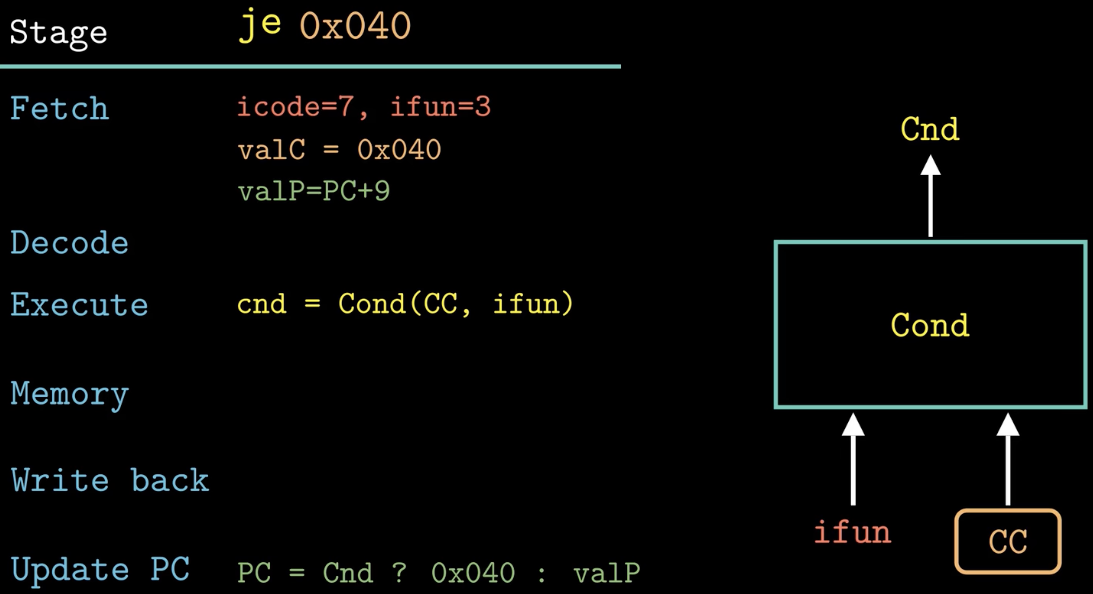 Stage je 0x040
Fetch icode=7, ifun=3
valC = 0x040
valP=PC+9
Decode
Execute cnd = Cond(CC, ifun)
Memory
Write back
Update PC PC = Cnd ? 0x040 : valP
Cnd
Cond
ifun CC